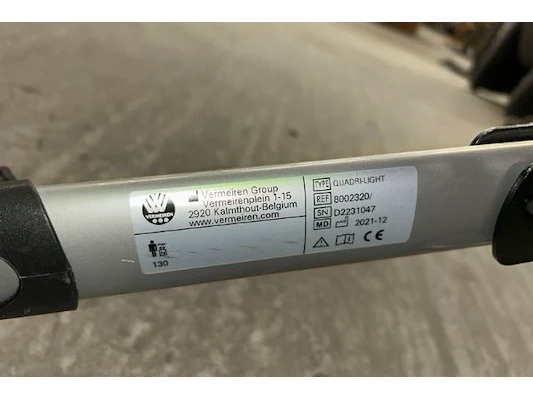 VERMEIREN
Vermeiren Group
Vermeirenplein 1-15
2920 Kalmthout-Belgium
www.vermeiren.com
130
TYPE QUADRI-LIGHT
REF 8002320/
SN D2231047
MD 2021-12
CE